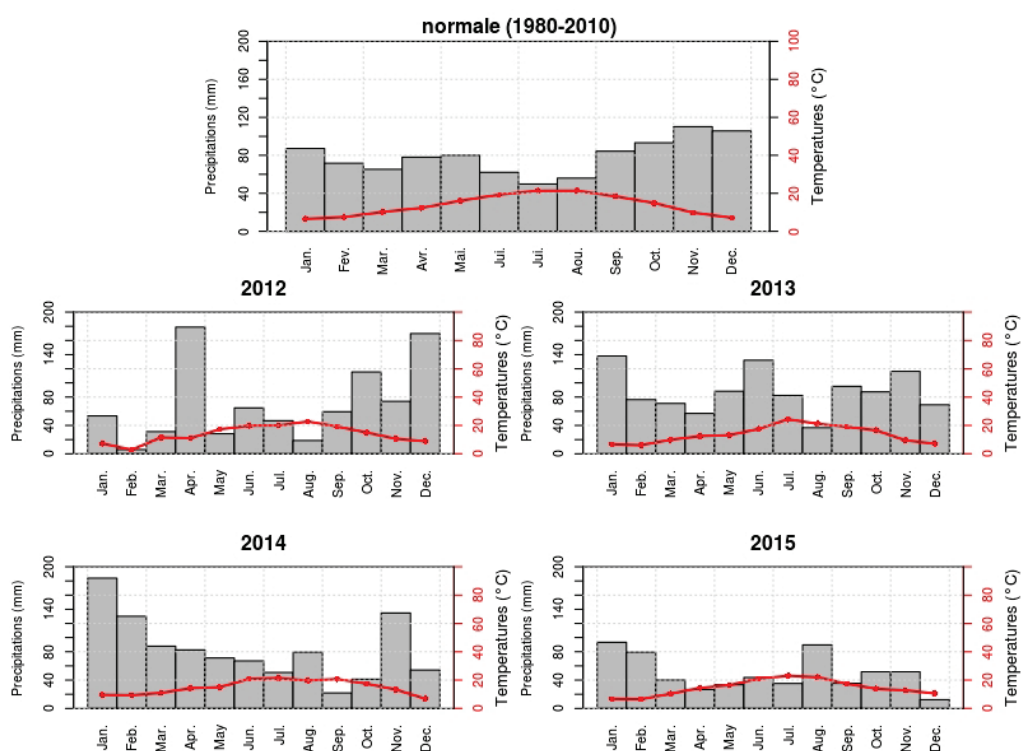 normale (1980-2010)
Precipitations (mm)
0 40 80 120 160 200
0 20 40 60 80 100
Temperatures (°C)
Jan. Fev. Mar. Avr. Mai. Jui. Jui. Aou. Sep. Oct. Nov. Dec.
2012
Precipitations (mm)
0 40 80 140 200
0 20 40 60 80
Temperatures (°C)
Jan. Feb. Mar. Apr. May Jun. Jul. Aug. Sep. Oct. Nov. Dec.
2013
Precipitations (mm)
0 40 80 140 200
0 20 40 60 80
Temperatures (°C)
Jan. Feb. Mar. Apr. May Jun. Jul. Aug. Sep. Oct. Nov. Dec.
2014
Precipitations (mm)
0 40 80 140 200
0 20 40 60 80
Temperatures (°C)
Jan. Feb. Mar. Apr. May Jun. Jul. Aug. Sep. Oct. Nov. Dec.
2015
Precipitations (mm)
0 40 80 140 200
0 20 40 60 80
Temperatures (°C)
Jan. Feb. Mar. Apr. May Jun. Jul. Aug. Sep. Oct. Nov. Dec.